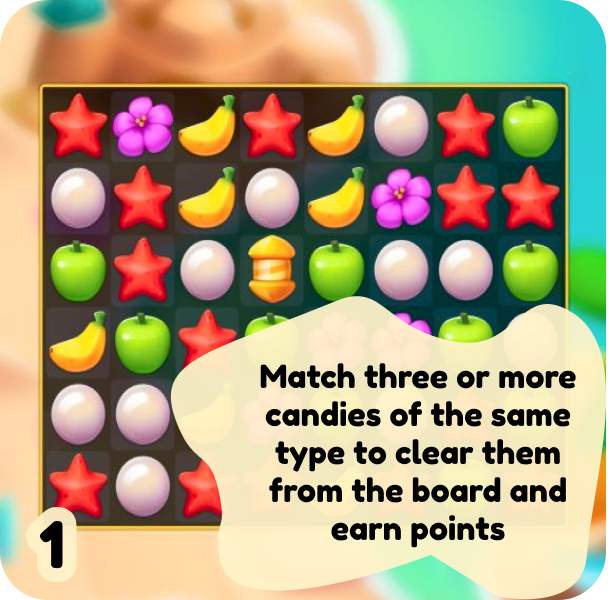 Match three or more
candies of the same
type to clear them
from the board and
earn points
1